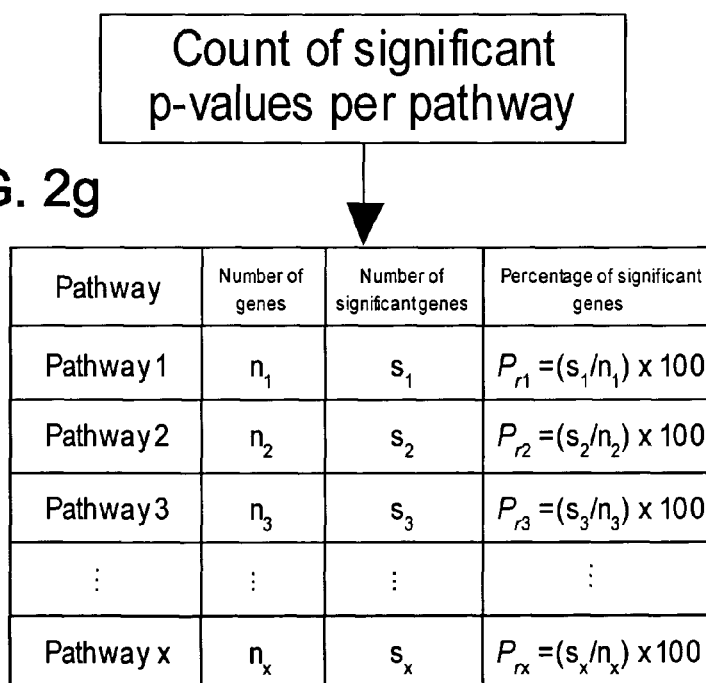 Count of significant
p-values per pathway
G. 2g
Pathway
Number of
genes
Number of
significant genes
Percentage of significant
genes
Pathway 1
n₁
s₁
Pᵣ₁ =(s₁/n₁) x 100
Pathway 2
n₂
s₂
Pᵣ₂ =(s₂/n₂) x 100
Pathway 3
n₃
s₃
Pᵣ₃ =(s₃/n₃) x 100
⋮ ⋮ ⋮ ⋮
Pathway x
nₓ
sₓ
Pᵣₓ =(sₓ/nₓ) x 100